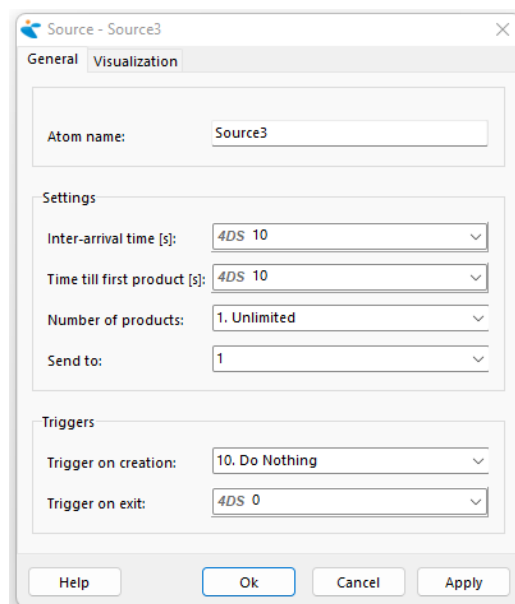 Source - Source3
General Visualization
Atom name: Source3
Settings
Inter-arrival time [s]: 4DS 10
Time till first product [s]: 4DS 10
Number of products: 1. Unlimited
Send to: 1
Triggers
Trigger on creation: 10. Do Nothing
Trigger on exit: 4DS 0
Help Ok Cancel Apply